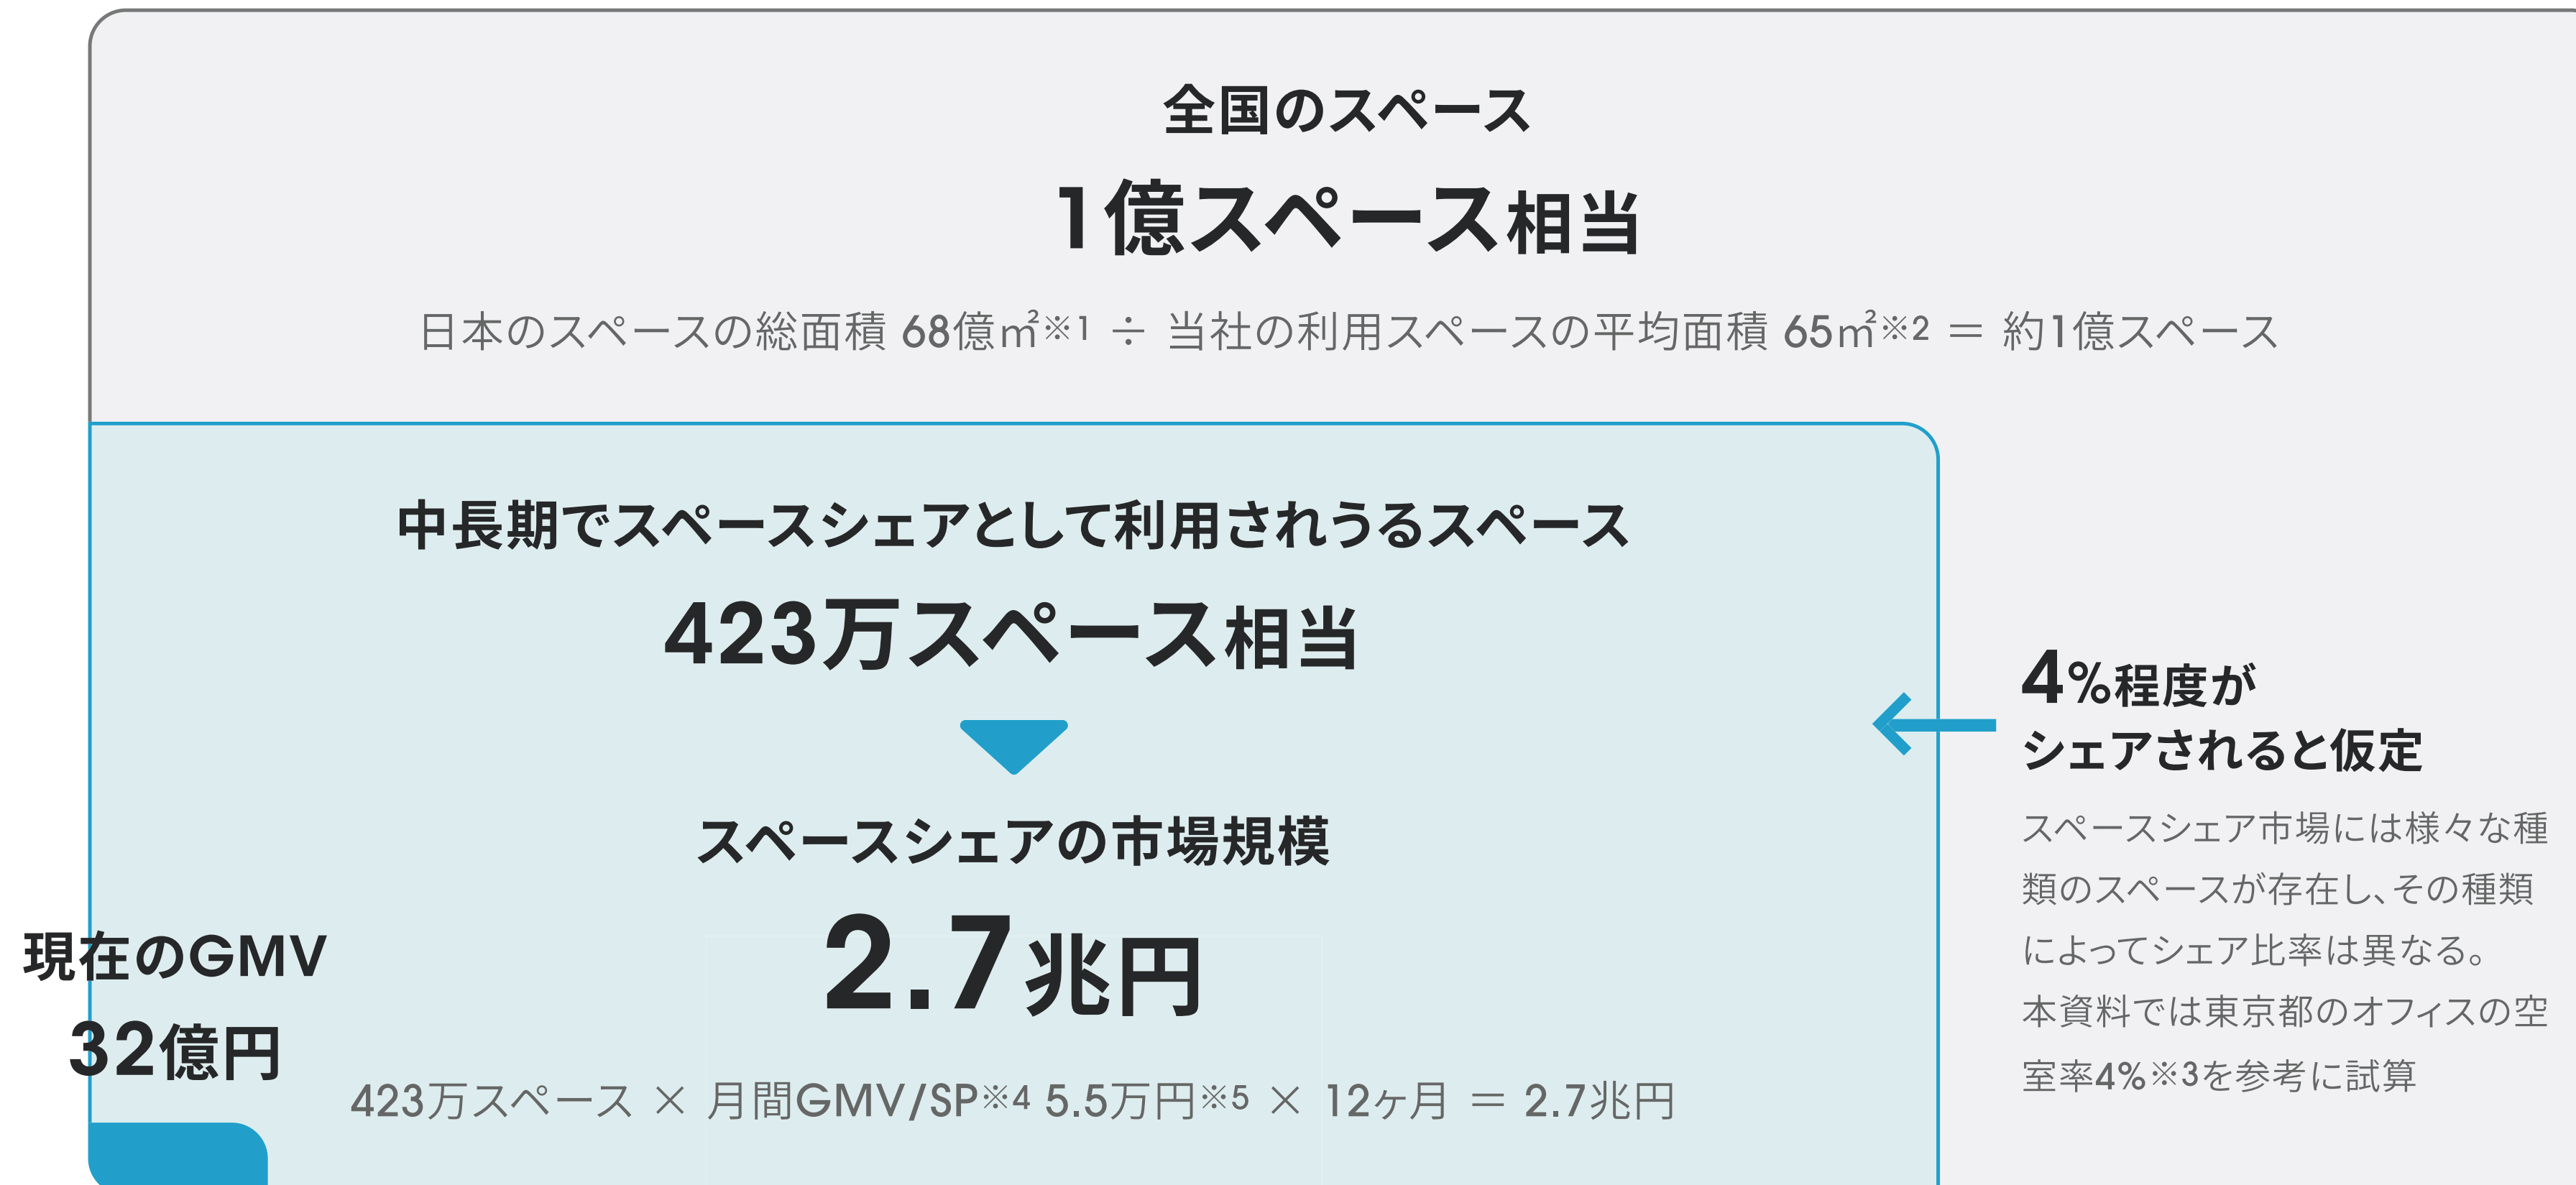 全国のスペース
1億スペース相当
日本のスペースの総面積 68億㎡※1 ÷ 当社の利用スペースの平均面積 65㎡※2 = 約1億スペース
中長期でスペースシェアとして利用されうるスペース
423万スペース相当
スペースシェアの市場規模
2.7兆円
423万スペース × 月間GMV/SP※4 5.5万円※5 × 12ヶ月 = 2.7兆円
現在のGMV
32億円
4%程度が
シェアされると仮定
スペースシェア市場には様々な種
類のスペースが存在し、その種類
によってシェア比率は異なる。
本資料では東京都のオフィスの空
室率4%※3を参考に試算